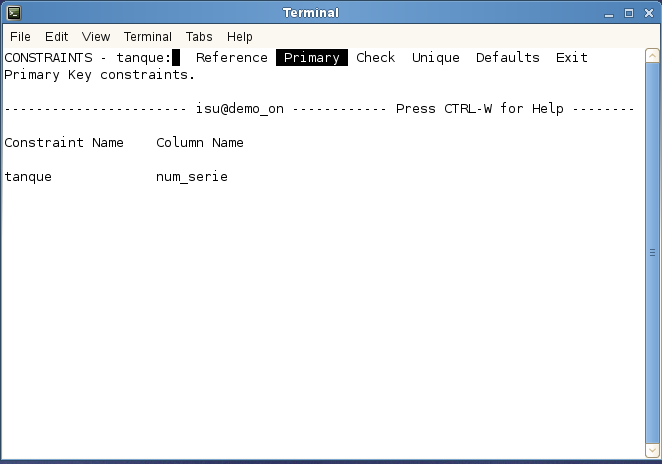 Terminal
File Edit View Terminal Tabs Help
CONSTRAINTS - tanque: Reference Primary Check Unique Defaults Exit
Primary Key constraints.
----------------------- isu@demo_on ------------ Press CTRL-W for Help --------
Constraint Name Column Name
tanque num_serie